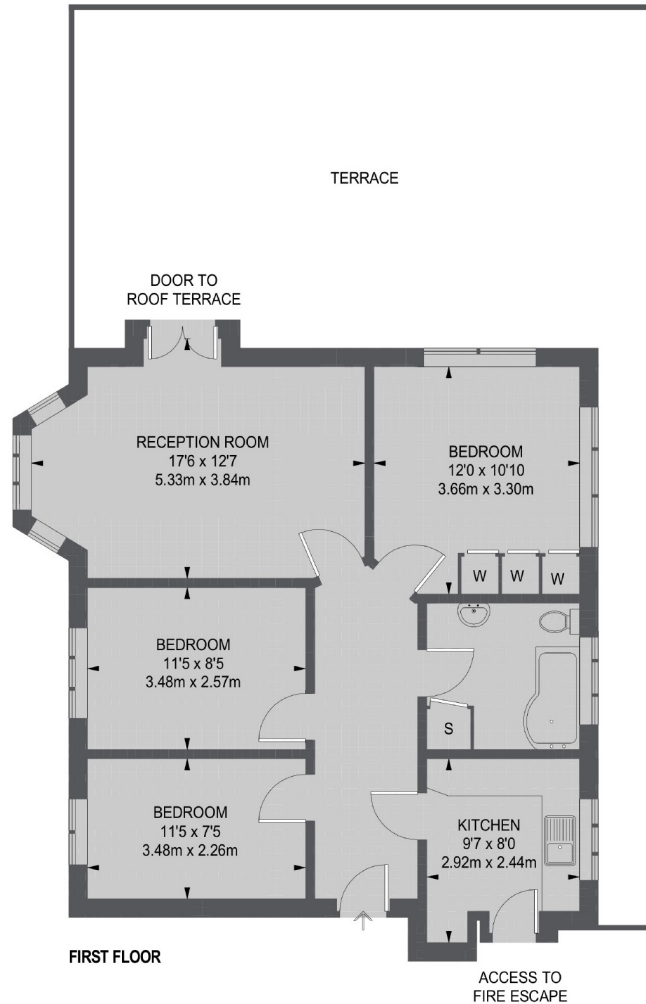 TERRACE
DOOR TO
ROOF TERRACE
RECEPTION ROOM
17'6 x 12'7
5.33m x 3.84m
BEDROOM
12'0 x 10'10
3.66m x 3.30m
W
W
W
BEDROOM
11'5 x 8'5
3.48m x 2.57m
S
BEDROOM
11'5 x 7'5
3.48m x 2.26m
KITCHEN
9'7 x 8'0
2.92m x 2.44m
FIRST FLOOR
ACCESS TO
FIRE ESCAPE